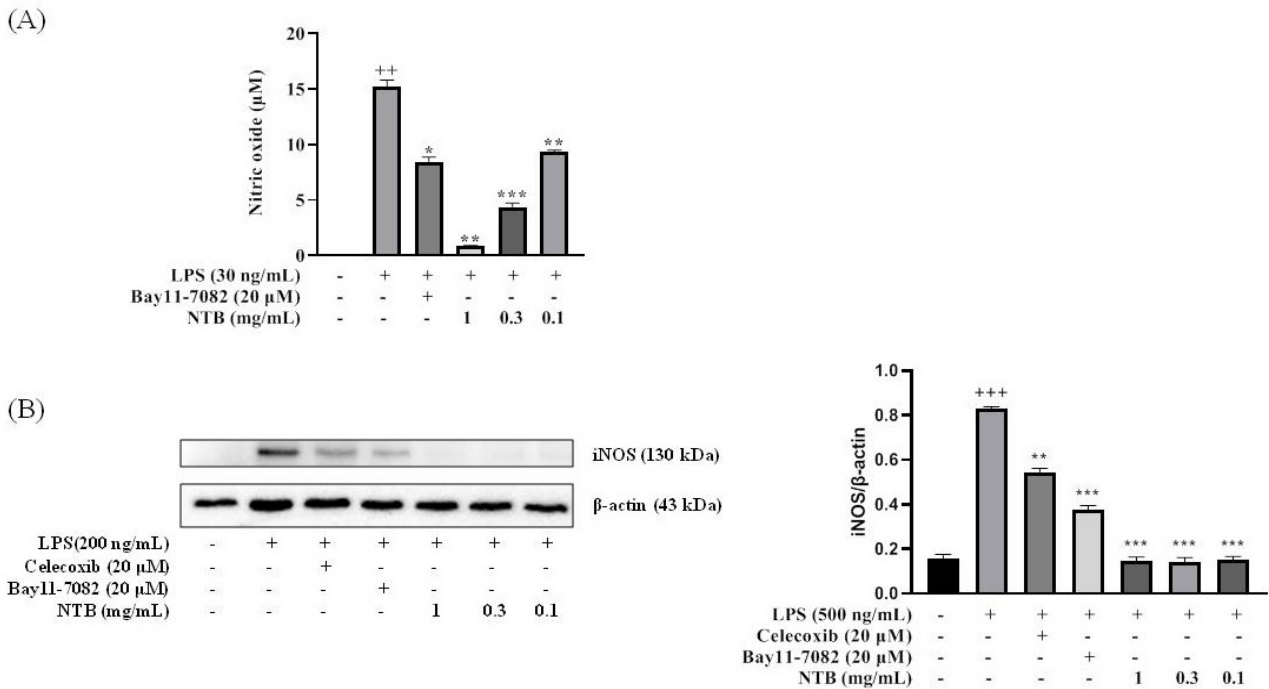 (A)
20
15
10
5
0
Nitric oxide (µM)
++
*
**
***
**
LPS (30 ng/mL) - + + + + +
Bay11-7082 (20 µM) - - + - - -
NTB (mg/mL) - - - 1 0.3 0.1
(B)
iNOS (130 kDa)
β-actin (43 kDa)
LPS(200 ng/mL) - + + + + + +
Celecoxib (20 µM) - - + - - - -
Bay11-7082 (20 µM) - - - + - - -
NTB (mg/mL) - - - - 1 0.3 0.1
1.0
0.8
0.6
0.4
0.2
0.0
iNOS/β-actin
+++
**
***
***
***
***
LPS (500 ng/mL) - + + + + + +
Celecoxib (20 µM) - - + - - - -
Bay11-7082 (20 µM) - - - + - - -
NTB (mg/mL) - - - - 1 0.3 0.1